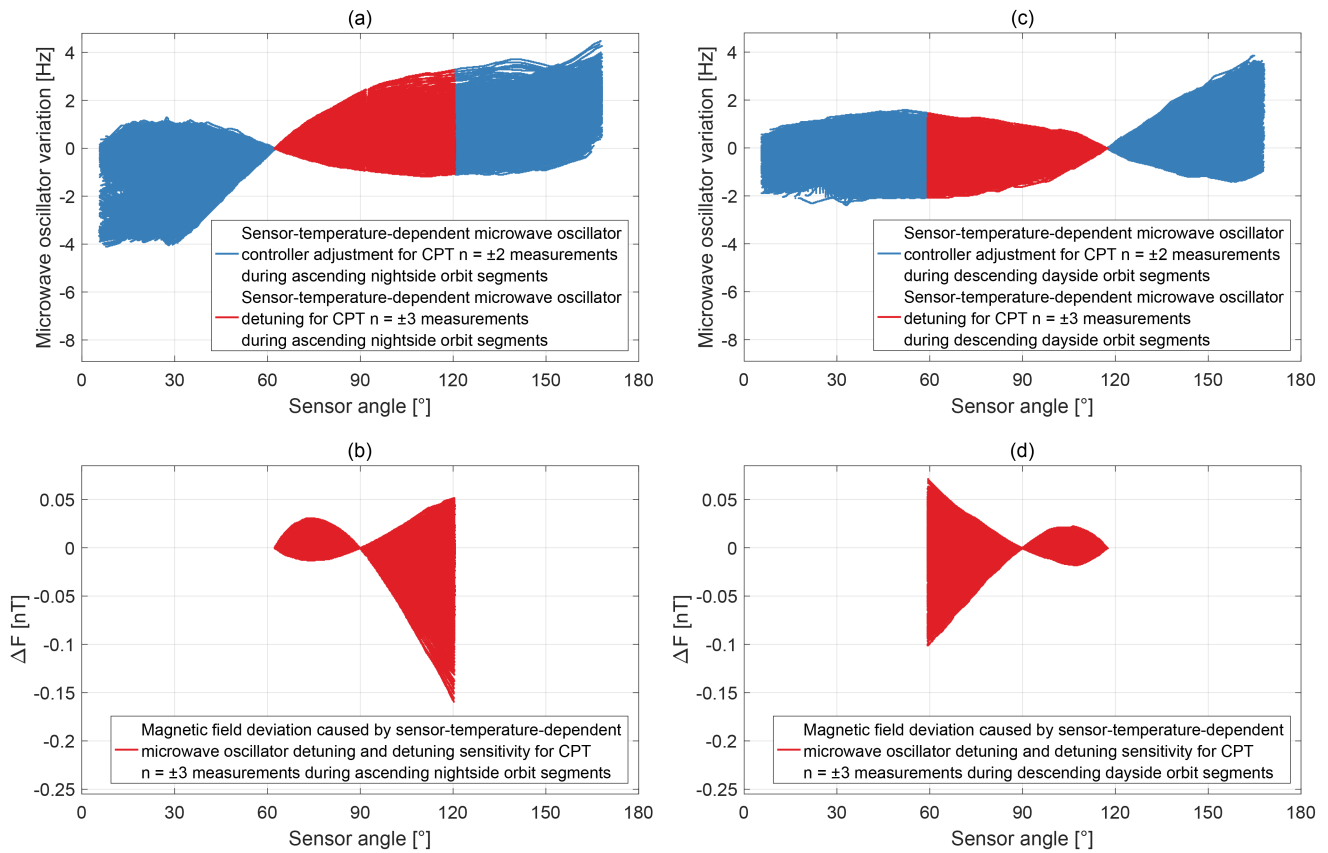 (a)
Microwave oscillator variation [Hz]
4
2
0
-2
-4
-6
-8
Sensor-temperature-dependent microwave oscillator
controller adjustment for CPT n = ±2 measurements
during ascending nightside orbit segments
Sensor-temperature-dependent microwave oscillator
detuning for CPT n = ±3 measurements
during ascending nightside orbit segments
0 30 60 90 120 150 180
Sensor angle [°]
(c)
Microwave oscillator variation [Hz]
4
2
0
-2
-4
-6
-8
Sensor-temperature-dependent microwave oscillator
controller adjustment for CPT n = ±2 measurements
during descending dayside orbit segments
Sensor-temperature-dependent microwave oscillator
detuning for CPT n = ±3 measurements
during descending dayside orbit segments
0 30 60 90 120 150 180
Sensor angle [°]
(b)
ΔF [nT]
0.05
0
-0.05
-0.1
-0.15
-0.2
-0.25
Magnetic field deviation caused by sensor-temperature-dependent
microwave oscillator detuning and detuning sensitivity for CPT
n = ±3 measurements during ascending nightside orbit segments
0 30 60 90 120 150 180
Sensor angle [°]
(d)
ΔF [nT]
0.05
0
-0.05
-0.1
-0.15
-0.2
-0.25
Magnetic field deviation caused by sensor-temperature-dependent
microwave oscillator detuning and detuning sensitivity for CPT
n = ±3 measurements during descending dayside orbit segments
0 30 60 90 120 150 180
Sensor angle [°]